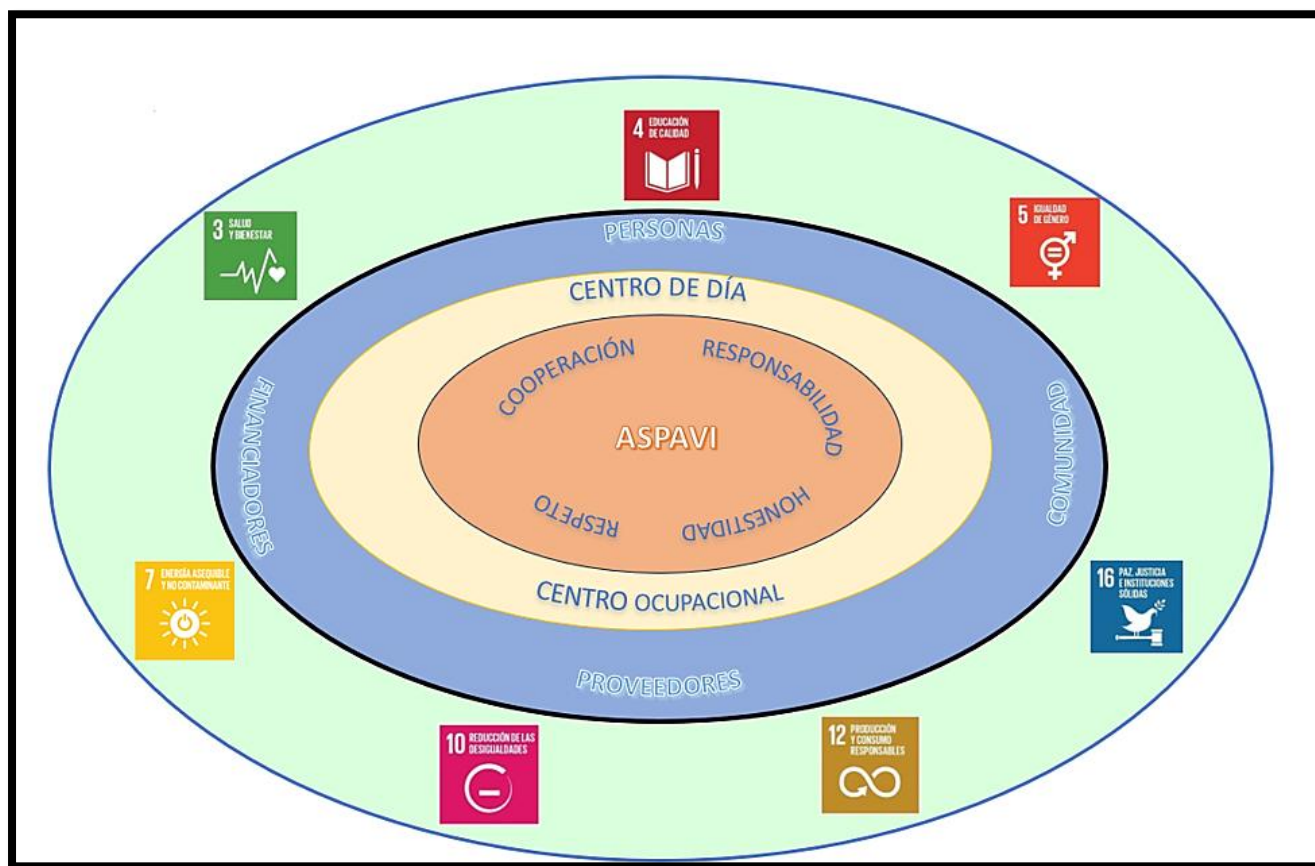 4 EDUCACIÓN
DE CALIDAD
3 SALUD
Y BIENESTAR
5 IGUALDAD
DE GÉNERO
PERSONAS
CENTRO DE DÍA
COOPERACIÓN
RESPONSABILIDAD
FINANCIADORES
ASPAVI
COMUNIDAD
RESPETO
HONESTIDAD
7 ENERGÍA ASEQUIBLE
Y NO CONTAMINANTE
16 PAZ, JUSTICIA
E INSTITUCIONES
SÓLIDAS
CENTRO OCUPACIONAL
PROVEEDORES
10 REDUCCIÓN DE LAS
DESIGUALDADES
12 PRODUCCIÓN
Y CONSUMO
RESPONSABLES